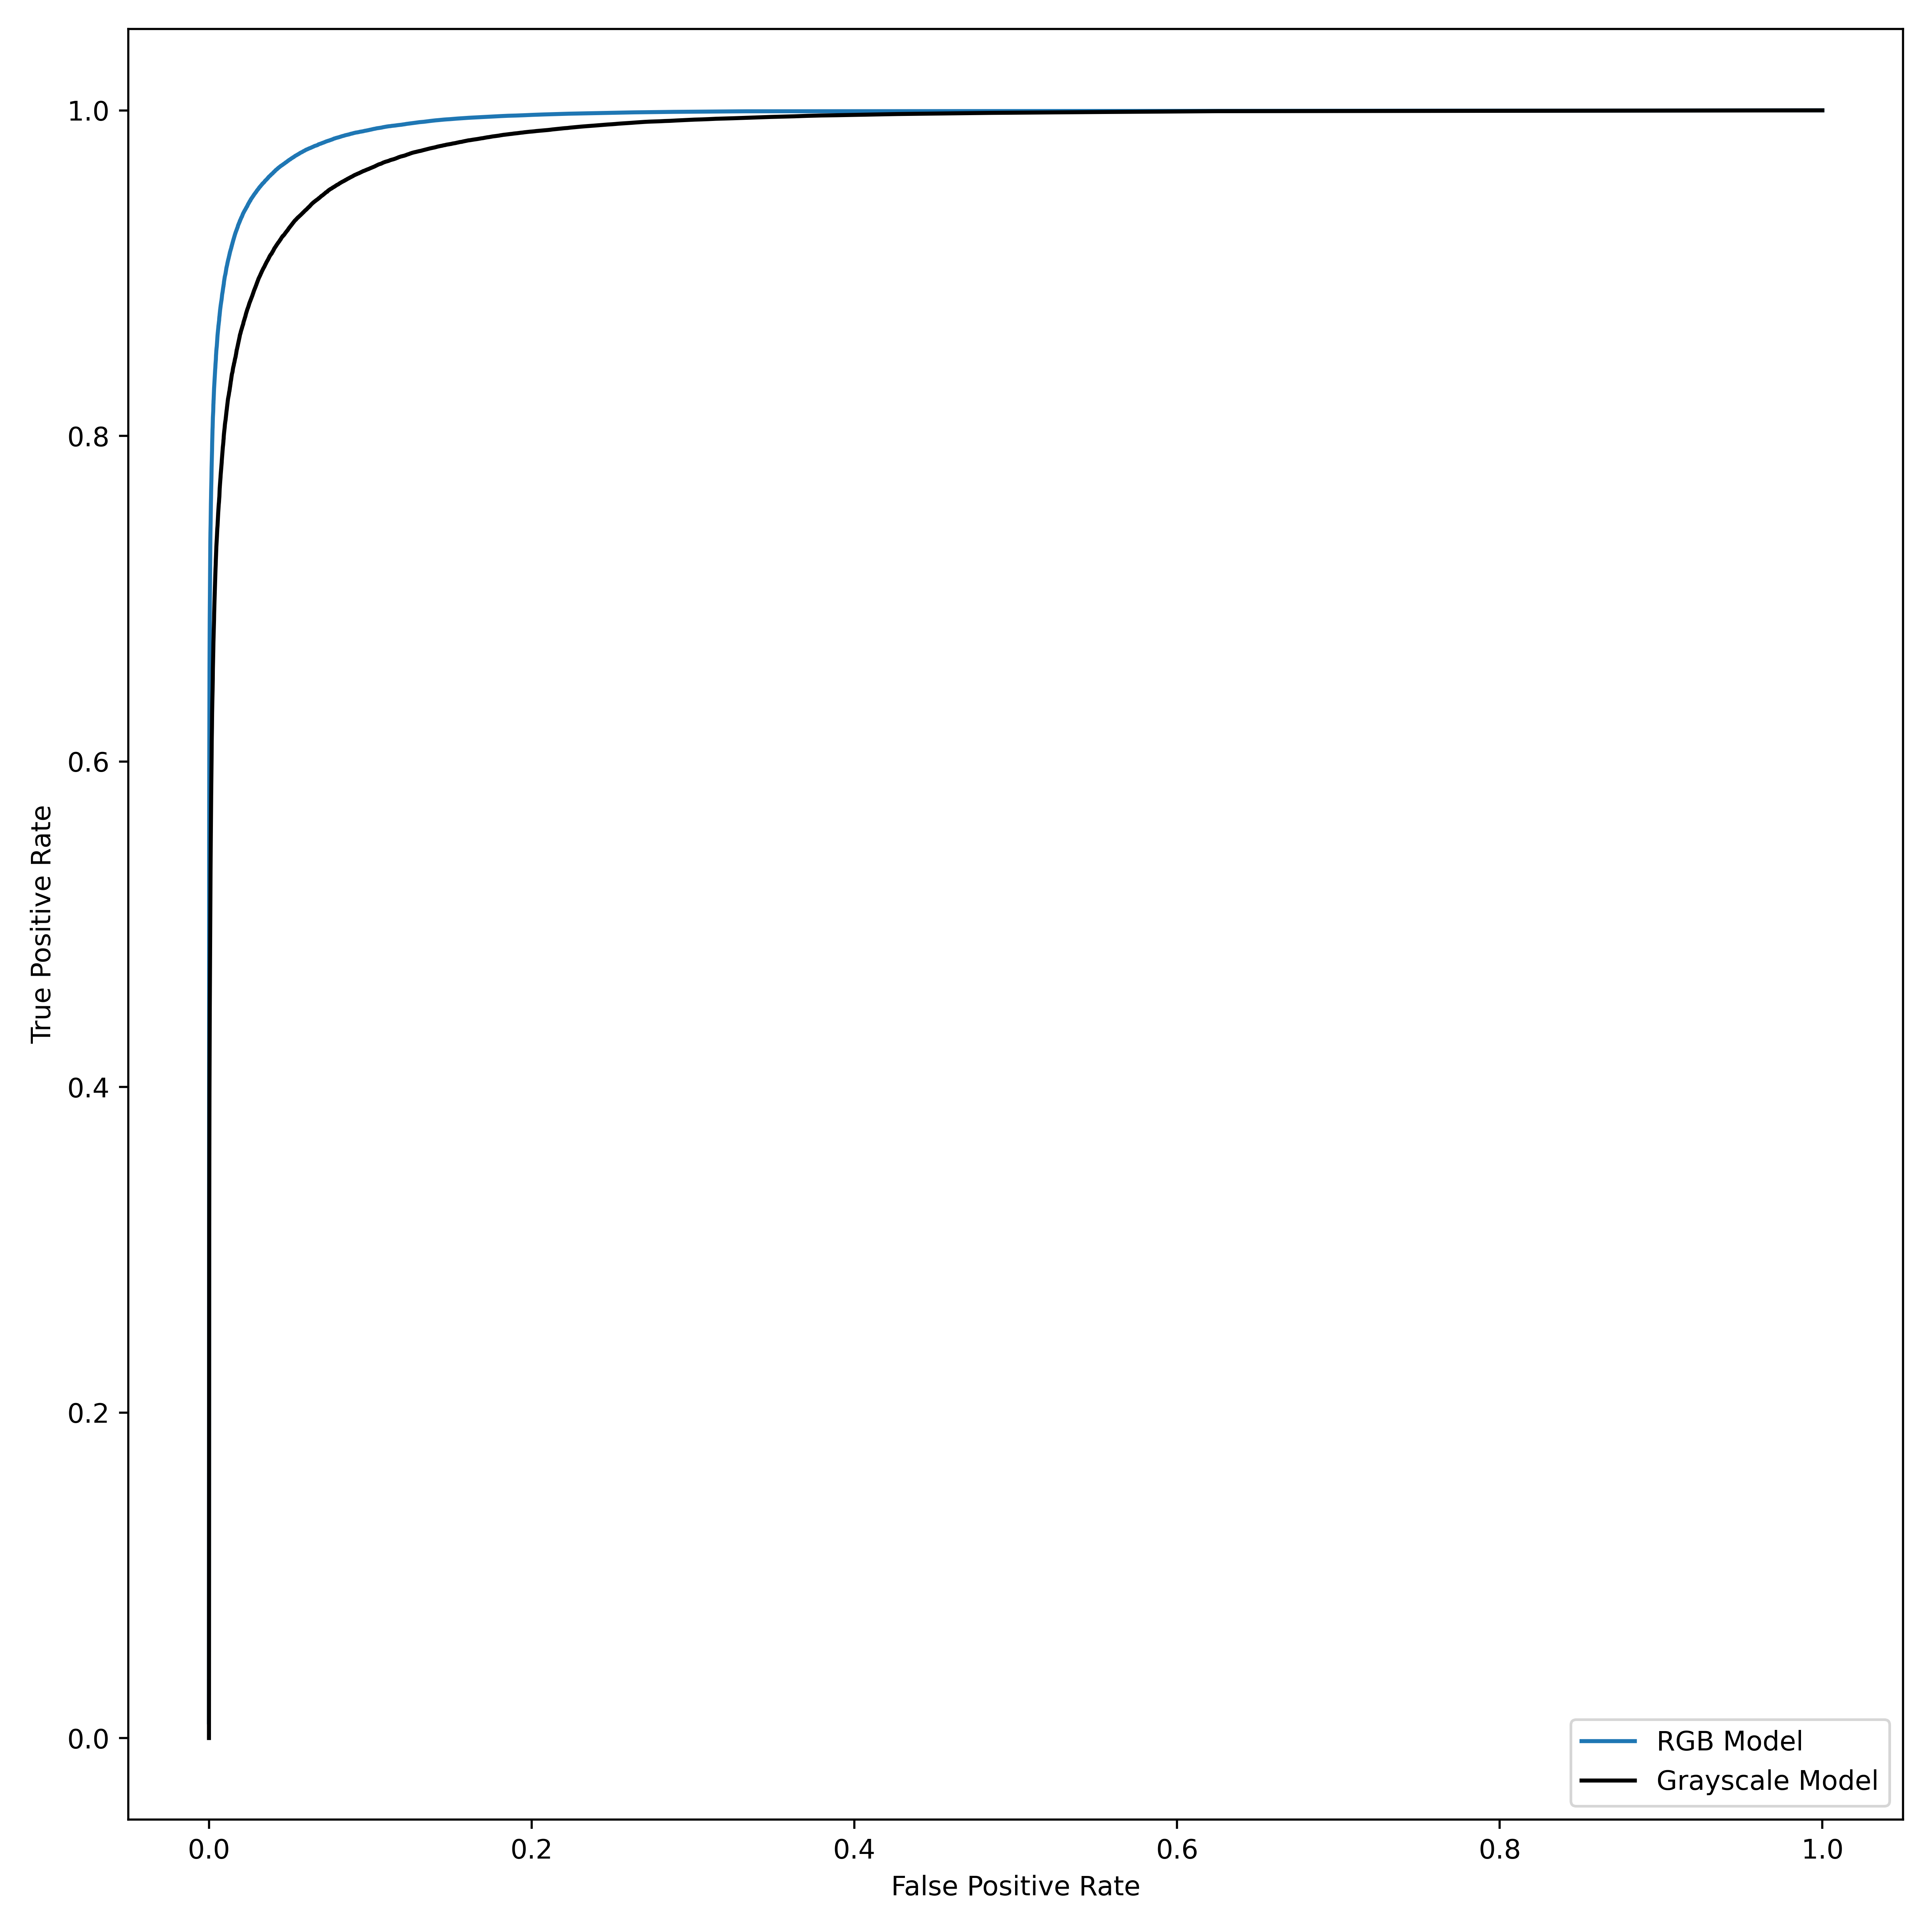 1.0
0.8
0.6
0.4
0.2
0.0
True Positive Rate
0.0 0.2 0.4 0.6 0.8 1.0
False Positive Rate
RGB Model
Grayscale Model